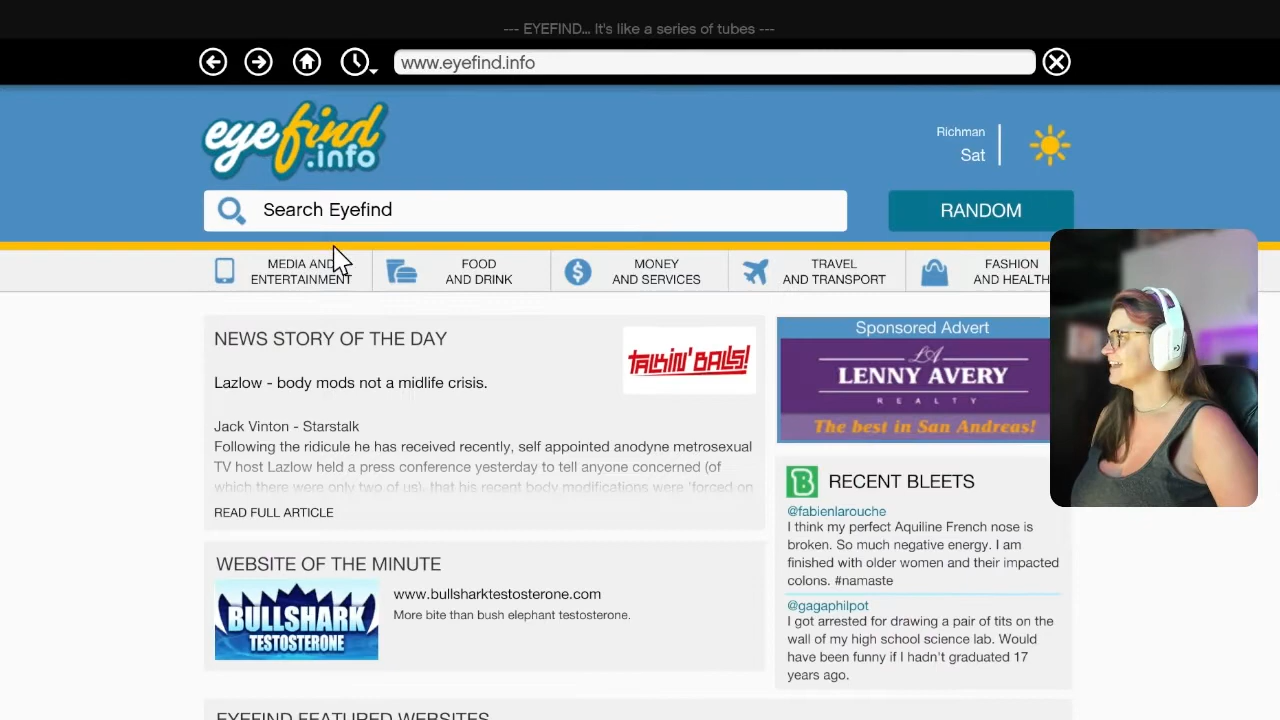 --- EYEFIND... It's like a series of tubes ---
www.eyefind.info
eyefind
.info
Richman
Sat
Search Eyefind
RANDOM
MEDIA AND
ENTERTAINMENT
FOOD
AND DRINK
MONEY
AND SERVICES
TRAVEL
AND TRANSPORT
FASHION
AND HEALTH
NEWS STORY OF THE DAY
TALKIN' BALLS!
Lazlow - body mods not a midlife crisis.
Jack Vinton - Starstalk
Following the ridicule he has received recently, self appointed anodyne metrosexual
TV host Lazlow held a press conference yesterday to tell anyone concerned (of
which there were only two of us), that his recent body modifications were 'forced on
READ FULL ARTICLE
WEBSITE OF THE MINUTE
BULLSHARK
TESTOSTERONE
www.bullsharktestosterone.com
More bite than bush elephant testosterone.
EYEFIND FEATURED WEBSITES
Sponsored Advert
LA
LENNY AVERY
REALTY
The best in San Andreas!
B
RECENT BLEETS
@fabienlarouche
I think my perfect Aquiline French nose is
broken. So much negative energy. I am
finished with older women and their impacted
colons. #namaste
@gagaphilpot
I got arrested for drawing a pair of tits on the
wall of my high school science lab. Would
have been funny if I hadn't graduated 17
years ago.